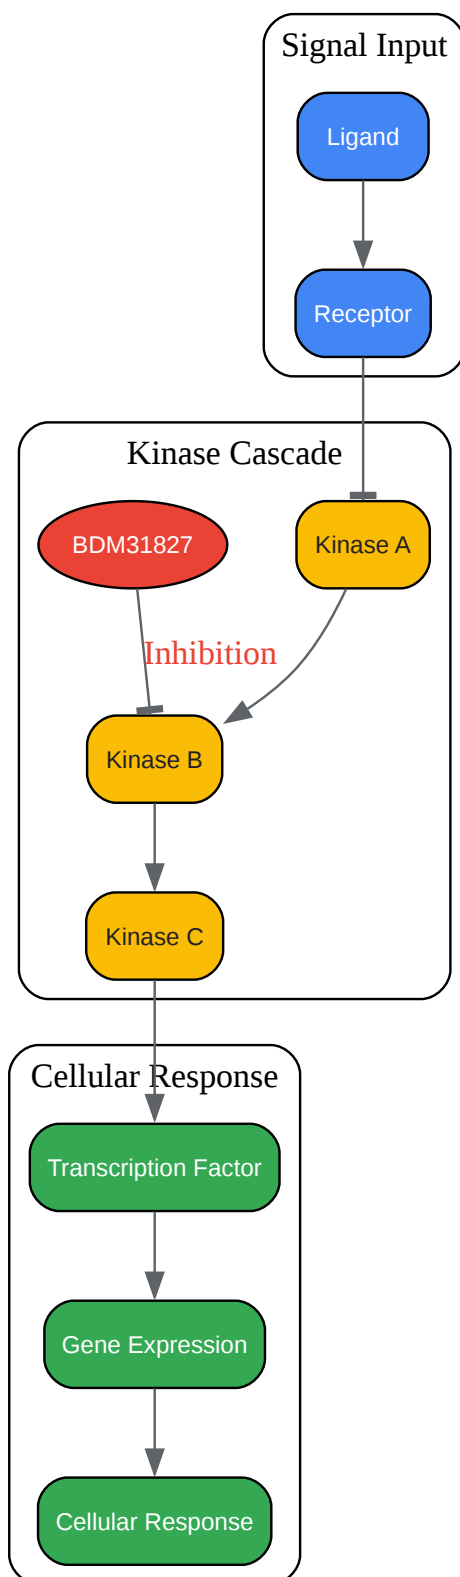 Signal Input
Ligand
Receptor
Kinase Cascade
BDM31827
Kinase A
Inhibition
Kinase B
Kinase C
Cellular Response
Transcription Factor
Gene Expression
Cellular Response